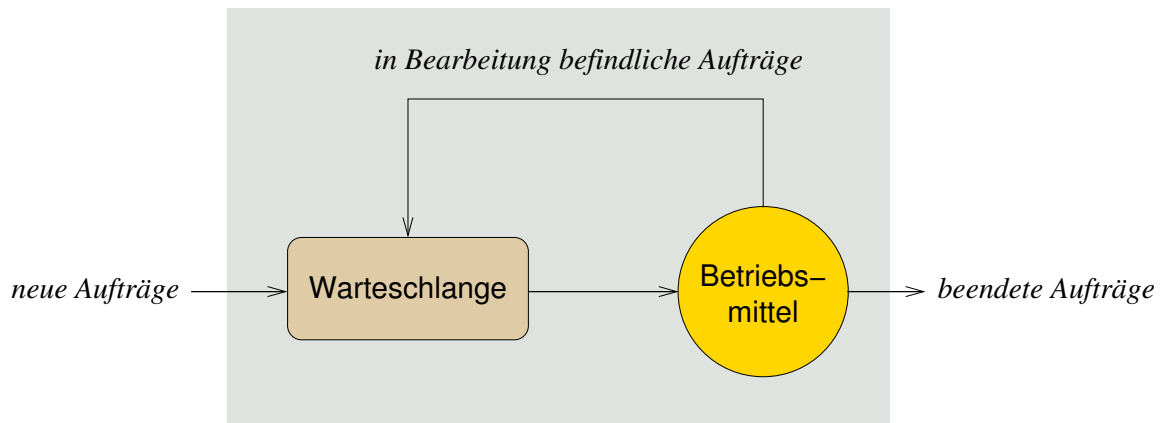 in Bearbeitung befindliche Aufträge
neue Aufträge
Warteschlange
Betriebs−
mittel
beendete Aufträge